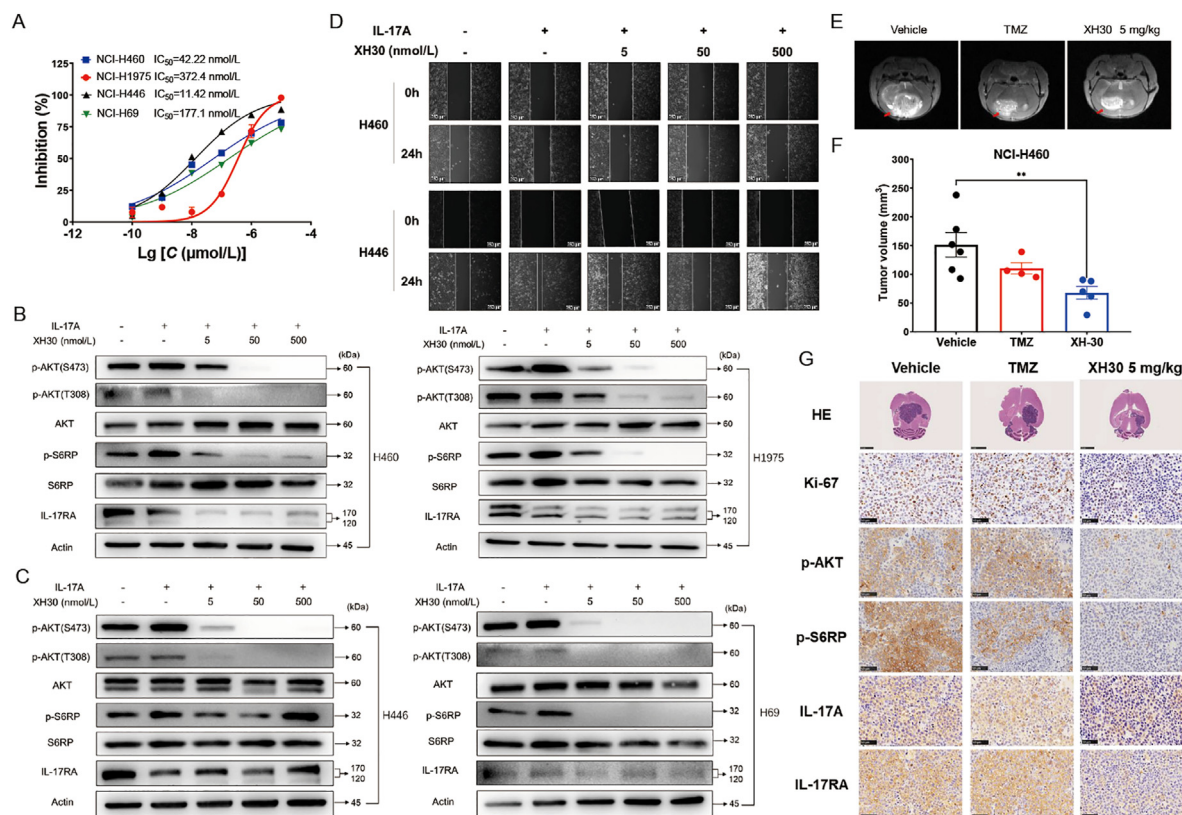 A
NCI-H460 IC50=42.22 nmol/L
NCI-H1975 IC50=372.4 nmol/L
NCI-H446 IC50=11.42 nmol/L
NCI-H69 IC50=177.1 nmol/L
Inhibition (%)
125
100
75
50
25
0
-12 -10 -8 -6 -4
Lg [C (μmol/L)]
D
IL-17A - + + + +
XH30 (nmol/L) - - 5 50 500
H460
0h
24h
H446
0h
24h
E
Vehicle TMZ XH30 5 mg/kg
F
NCI-H460
**
Tumor volume (mm3)
200
150
100
50
0
Vehicle TMZ XH-30
B
IL-17A - + + + +
XH30 (nmol/L) - - 5 50 500
(kDa)
p-AKT(S473) 60
p-AKT(T308) 60
AKT 60
p-S6RP 32
S6RP 32
IL-17RA 170
120
Actin 45
H460
IL-17A - + + + +
XH30 (nmol/L) - - 5 50 500
(kDa)
p-AKT(S473) 60
p-AKT(T308) 60
AKT 60
p-S6RP 32
S6RP 32
IL-17RA 170
120
Actin 45
H1975
C
IL-17A - + + + +
XH30 (nmol/L) - - 5 50 500
(kDa)
p-AKT(S473) 60
p-AKT(T308) 60
AKT 60
p-S6RP 32
S6RP 32
IL-17RA 170
120
Actin 45
H446
IL-17A - + + + +
XH30 (nmol/L) - - 5 50 500
(kDa)
p-AKT(S473) 60
p-AKT(T308) 60
AKT 60
p-S6RP 32
S6RP 32
IL-17RA 170
120
Actin 45
H69
G
Vehicle TMZ XH30 5 mg/kg
HE
Ki-67
p-AKT
p-S6RP
IL-17A
IL-17RA